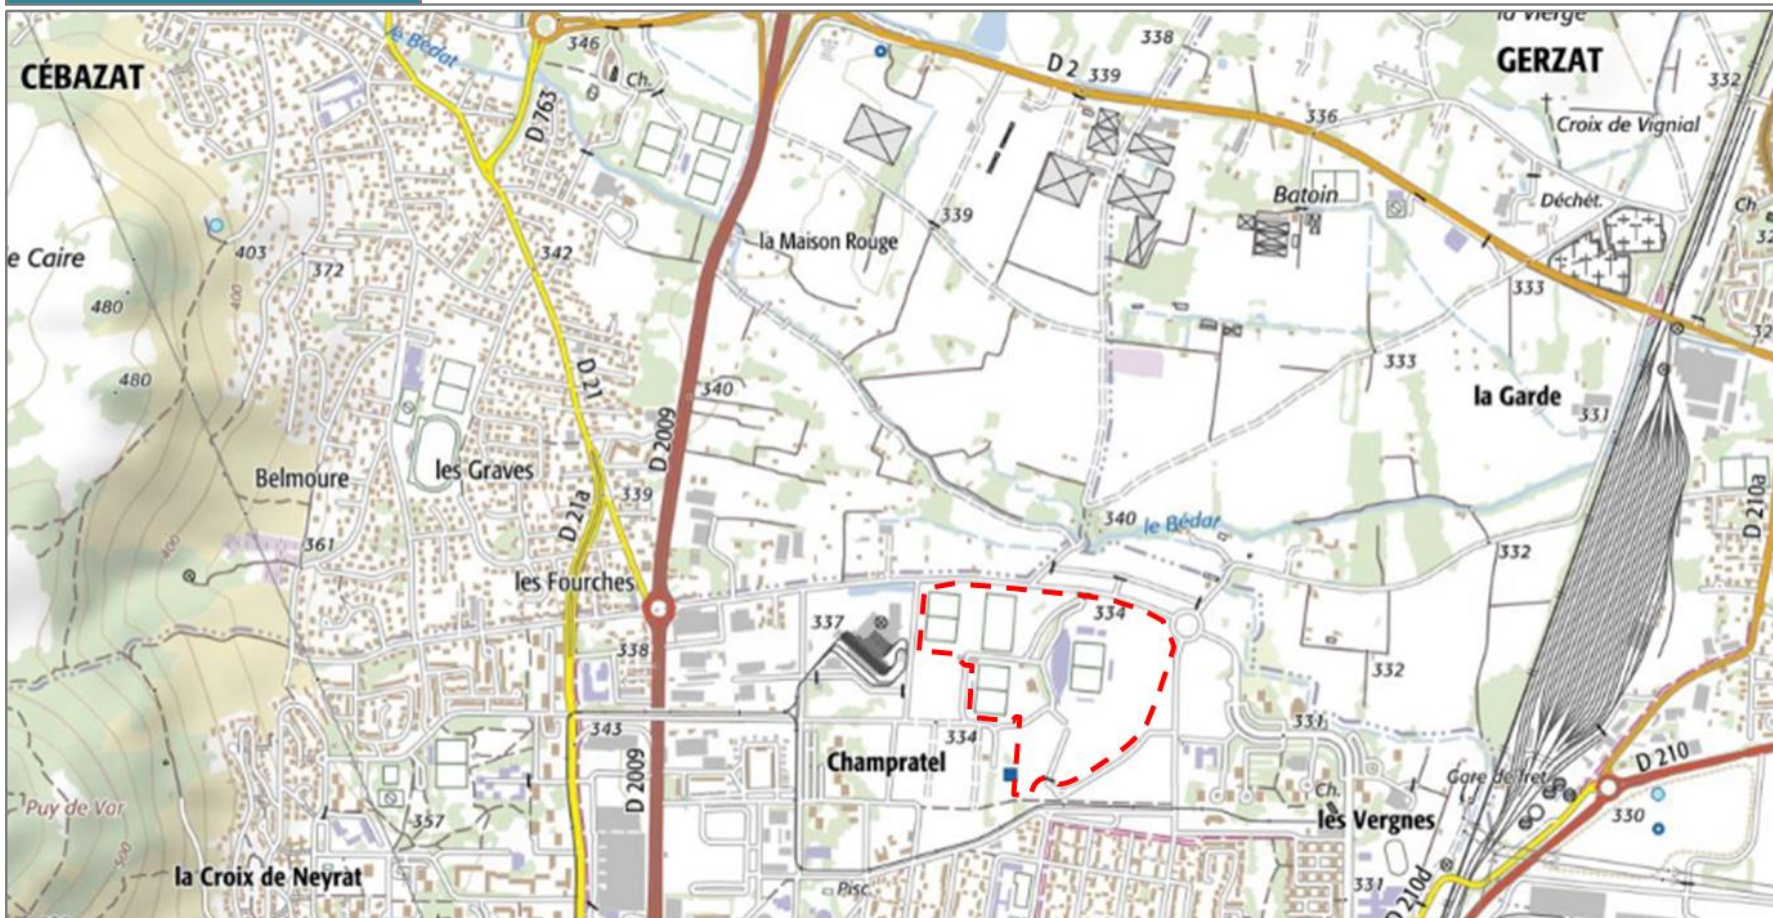 la Vierge
338
GERZAT
346
le Bédat
CÉBAZAT
D 2
339
332
Ch.
D 763
336
Croix de Vignial
Batoin
Déchét.
Ch
339
la Maison Rouge
342
403
372
e Caire
400
480
333
480
333
D 21
340
la Garde
331
D 2009
les Graves
Belmoure
339
D 21a
D 210a
340
le Bédat
361
400
332
les Fourches
334
337
338
332
343
334
331
Champratel
D 2009
Gare de fret
D 210
Ch.
Puy de Var
357
les Vergnes
330
500
la Croix de Neyrat
Pisc.
331
D 210d